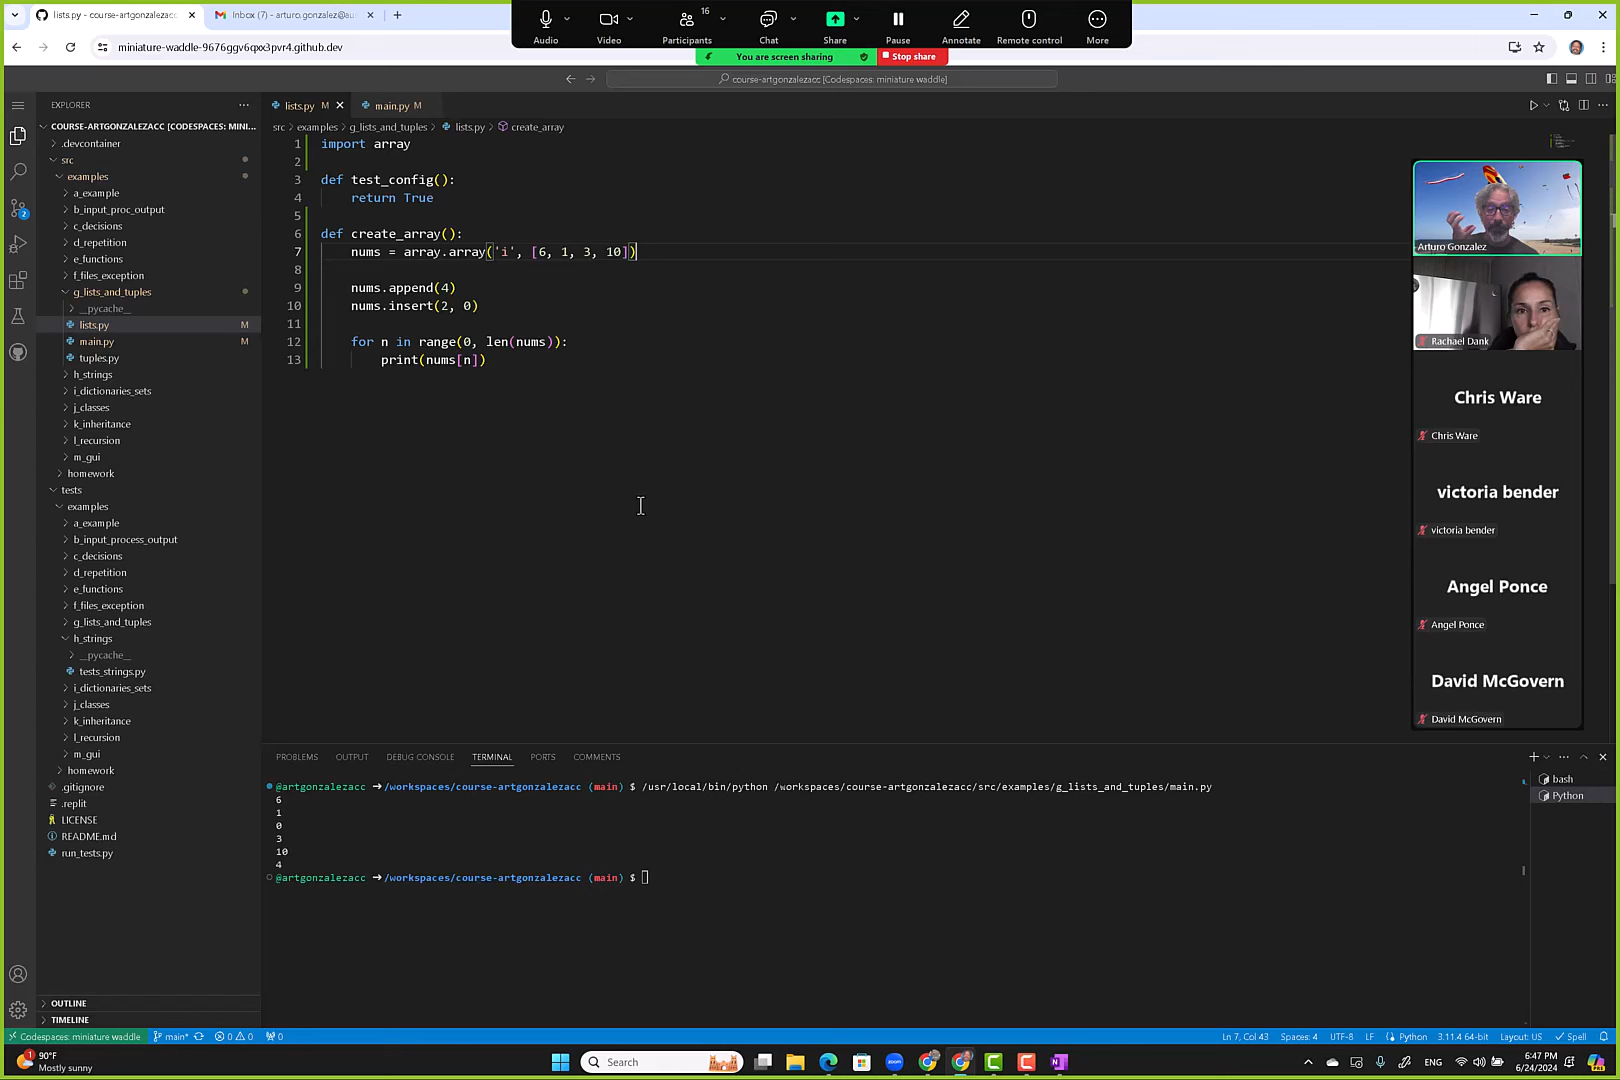 lists.py - course-artgonzalezacc
Inbox (7) - arturo.gonzalez@au
miniature-waddle-9676ggv6qxx3pvr4.github.dev
16
Audio
Video
Participants
Chat
Share
Pause
Annotate
Remote control
More
You are screen sharing
Stop share
course-artgonzalezacc [Codespaces: miniature waddle]
EXPLORER
COURSE-ARTGONZALEZACC [CODESPACES: MINI...
.devcontainer
src
examples
a_example
b_input_proc_output
c_decisions
d_repetition
e_functions
f_files_exception
g_lists_and_tuples
__pycache__
lists.py M
main.py M
tuples.py
h_strings
i_dictionaries_sets
j_classes
k_inheritance
l_recursion
m_gui
homework
tests
examples
a_example
b_input_process_output
c_decisions
d_repetition
e_functions
f_files_exception
g_lists_and_tuples
h_strings
__pycache__
tests_strings.py
i_dictionaries_sets
j_classes
k_inheritance
l_recursion
m_gui
homework
.gitignore
.replit
LICENSE
README.md
run_tests.py
OUTLINE
TIMELINE
2
lists.py M
main.py M
src > examples > g_lists_and_tuples > lists.py > create_array
1 import array
2
3 def test_config():
4 return True
5
6 def create_array():
7 nums = array.array('i', [6, 1, 3, 10])
8
9 nums.append(4)
10 nums.insert(2, 0)
11
12 for n in range(0, len(nums)):
13 print(nums[n])
Arturo Gonzalez
Rachael Dank
Chris Ware
Chris Ware
victoria bender
victoria bender
Angel Ponce
Angel Ponce
David McGovern
David McGovern
PROBLEMS
OUTPUT
DEBUG CONSOLE
TERMINAL
PORTS
COMMENTS
@artgonzalezacc ➜/workspaces/course-artgonzalezacc (main) $ /usr/local/bin/python /workspaces/course-artgonzalezacc/src/examples/g_lists_and_tuples/main.py
6
1
0
3
10
4
@artgonzalezacc ➜/workspaces/course-artgonzalezacc (main) $
bash
Python
Codespaces: miniature waddle
main*
0
0
0
Ln 7, Col 43
Spaces: 4
UTF-8
LF
Python
3.11.4 64-bit
Layout: US
Spell
1
90°F
Mostly sunny
Search
ENG
6:47 PM
6/24/2024